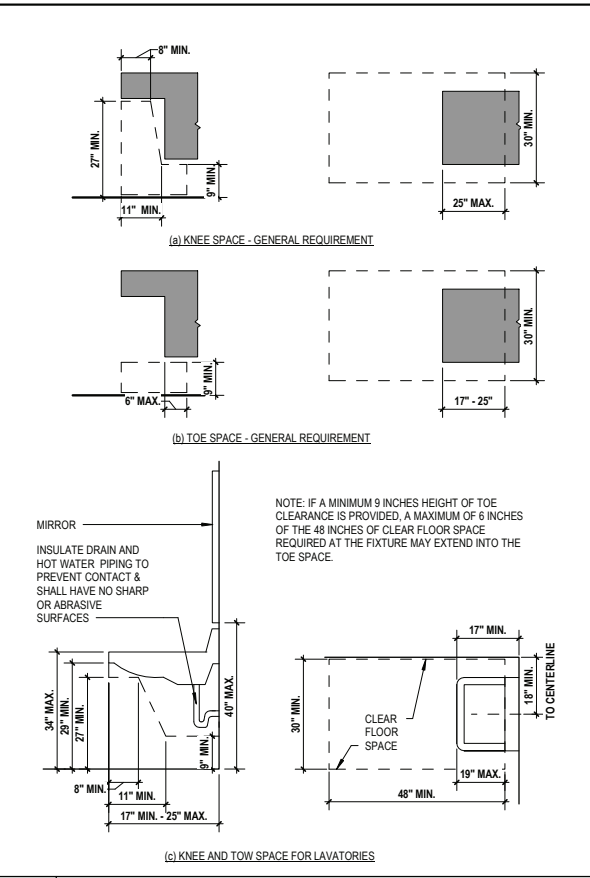 8" MIN.
27" MIN.
9" MIN.
11"  MIN.
30" MIN.
25" MAX.
(a) KNEE SPACE - GENERAL REQUIREMENT
9" MIN.
6" MAX.
30" MIN.
17" - 25"
(b) TOE SPACE - GENERAL REQUIREMENT
MIRROR
INSULATE DRAIN AND
HOT WATER  PIPING TO
PREVENT CONTACT &
SHALL HAVE NO SHARP
OR ABRASIVE
SURFACES
34" MAX.
29" MIN.
27" MIN.
40" MAX.
9" MIN.
8" MIN.
11" MIN.
17" MIN. - 25" MAX.
NOTE: IF A MINIMUM 9 INCHES HEIGHT OF TOE
CLEARANCE IS PROVIDED, A MAXIMUM OF 6 INCHES
OF THE 48 INCHES OF CLEAR FLOOR SPACE
REQUIRED AT THE FIXTURE MAY EXTEND INTO THE
TOE SPACE.
17" MIN.
18" MIN.
TO CENTERLINE
30" MIN.
CLEAR
FLOOR
SPACE
19" MAX.
48" MIN.
(c) KNEE AND TOW SPACE FOR LAVATORIES